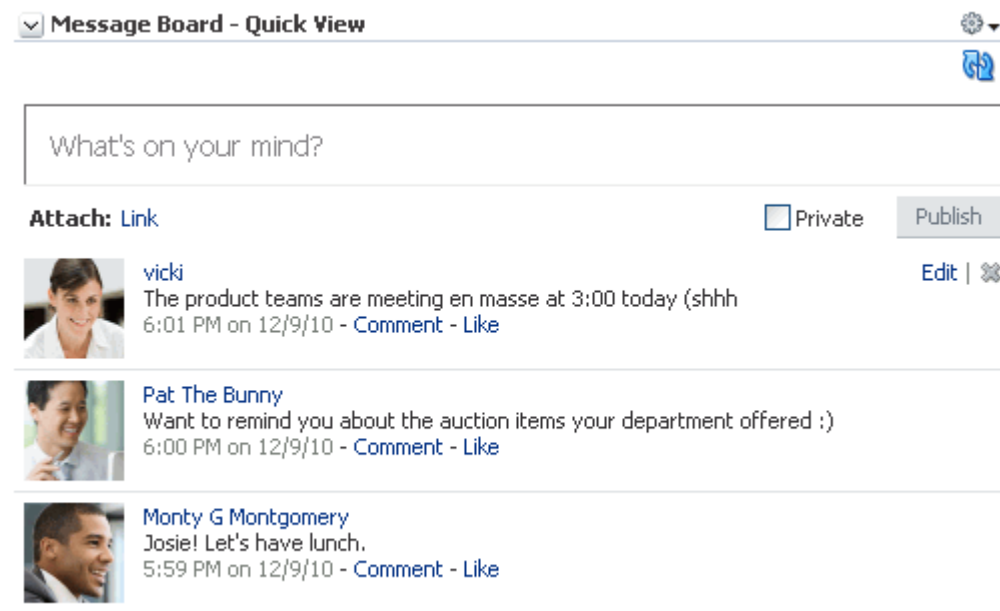 Message Board - Quick View
What's on your mind?
Attach: Link Private Publish
vicki Edit |
The product teams are meeting en masse at 3:00 today (shhh
6:01 PM on 12/9/10 - Comment - Like
Pat The Bunny
Want to remind you about the auction items your department offered :)
6:00 PM on 12/9/10 - Comment - Like
Monty G Montgomery
Josie! Let's have lunch.
5:59 PM on 12/9/10 - Comment - Like